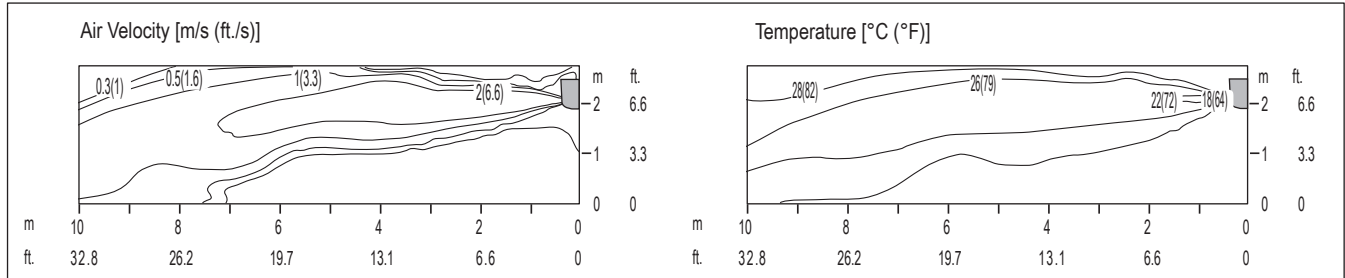 Air Velocity [m/s (ft./s)]
0.3(1)
0.5(1.6)
1(3.3)
2(6.6)
m ft.
2 6.6
1 3.3
0 0
m 10 8 6 4 2 0
ft. 32.8 26.2 19.7 13.1 6.6 0
Temperature [°C (°F)]
28(82)
26(79)
22(72)
18(64)
m ft.
2 6.6
1 3.3
0 0
m 10 8 6 4 2 0
ft. 32.8 26.2 19.7 13.1 6.6 0